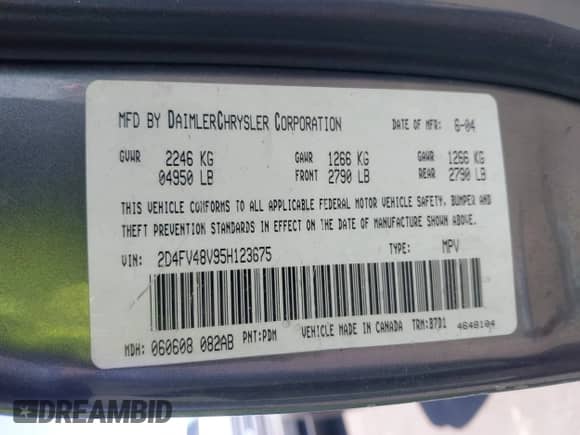 MFD BY DAIMLERCHRYSLER CORPORATION DATE OF MFR: 6-04
GVWR 2246 KG GAWR 1266 KG GAWR 1266 KG
04950 LB FRONT 2790 LB REAR 2790 LB
THIS VEHICLE CONFORMS TO ALL APPLICABLE FEDERAL MOTOR VEHICLE SAFETY, BUMPER AND
THEFT PREVENTION STANDARDS IN EFFECT ON THE DATE OF MANUFACTURE SHOWN ABOVE.
VIN: 2D4FV48V95H123675 TYPE: MPV
MDH: 060608 082AB PNT:PDM VEHICLE MADE IN CANADA TRM:B7D1 4648104
DREAMBID